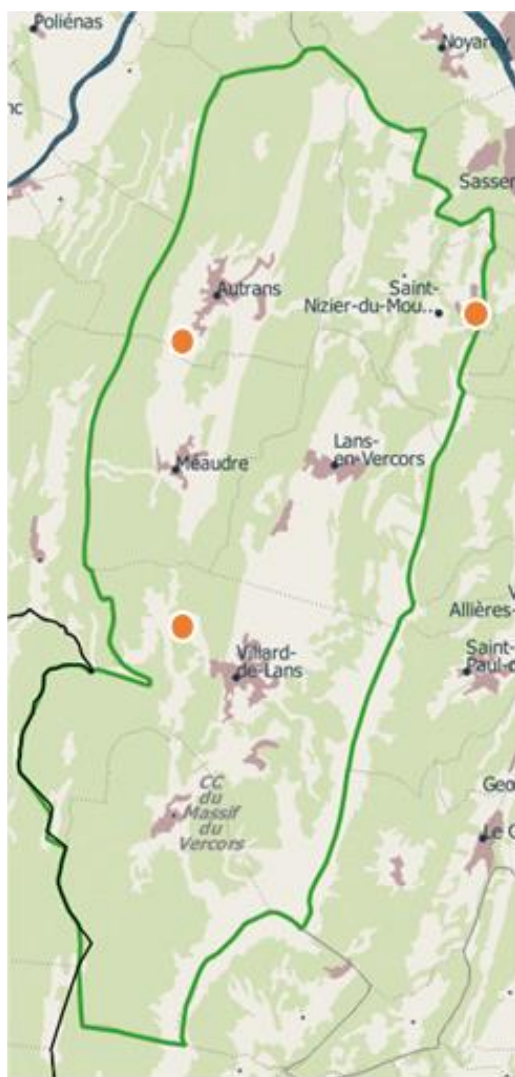 Poliénas
Noyarey
nc
Sassen
Autrans
Saint-
Nizier-du-Mou..
Lans-
en-Vercors
Méaudre
V
Allières-
Villard-
de-Lans
Saint-
Paul-d
CC
du
Massif
du
Vercors
Geo
Le G